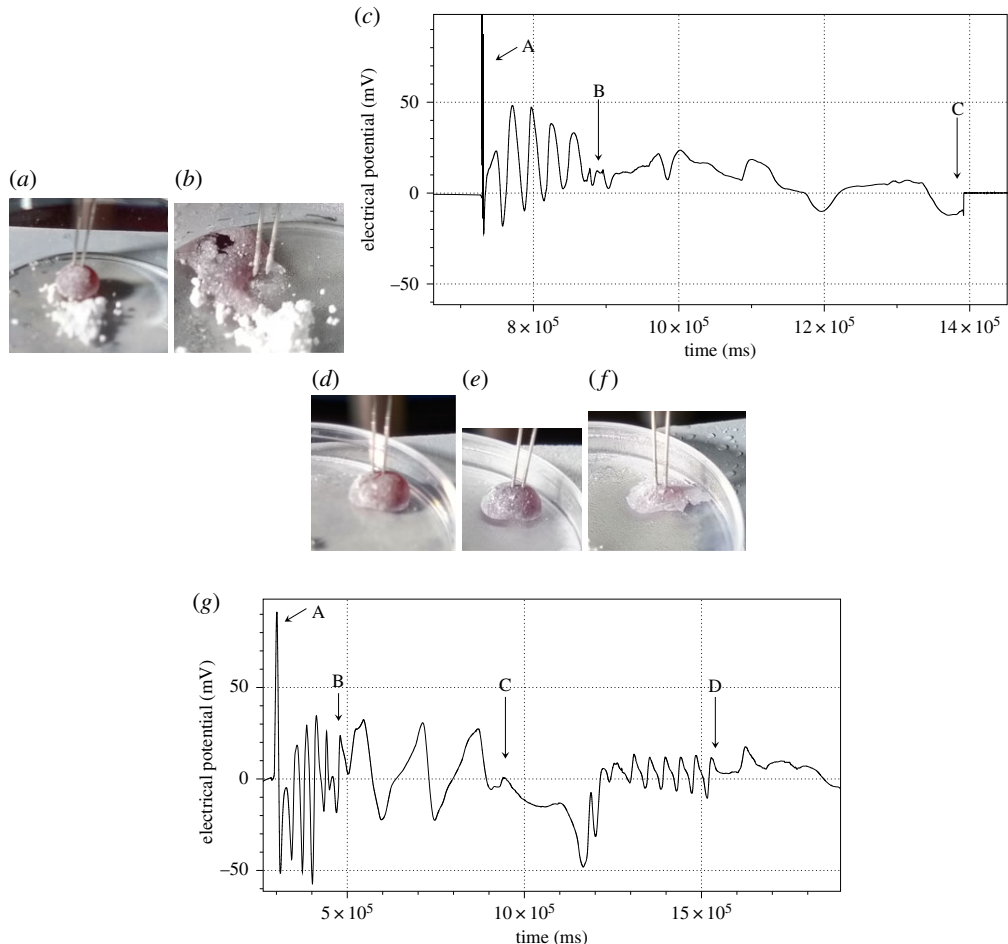 (c)
A
B
C
50
0
–50
electrical potential (mV)
8 × 10⁵
10 × 10⁵
12 × 10⁵
14 × 10⁵
time (ms)
(a)
(b)
(d)
(e)
(f)
(g)
A
B
C
D
50
0
–50
electrical potential (mV)
5 × 10⁵
10 × 10⁵
15 × 10⁵
time (ms)